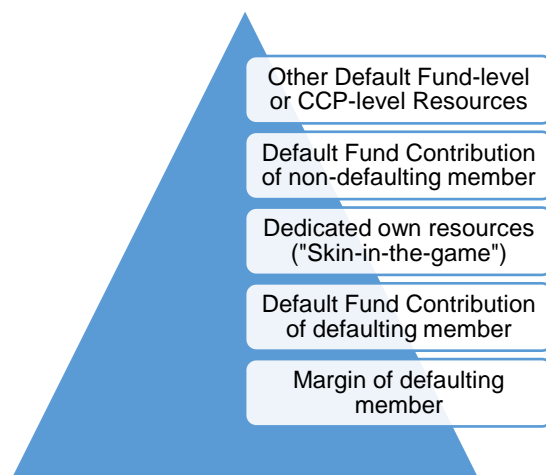 Other Default Fund-level
or CCP-level Resources
Default Fund Contribution
of non-defaulting member
Dedicated own resources
("Skin-in-the-game")
Default Fund Contribution
of defaulting member
Margin of defaulting
member